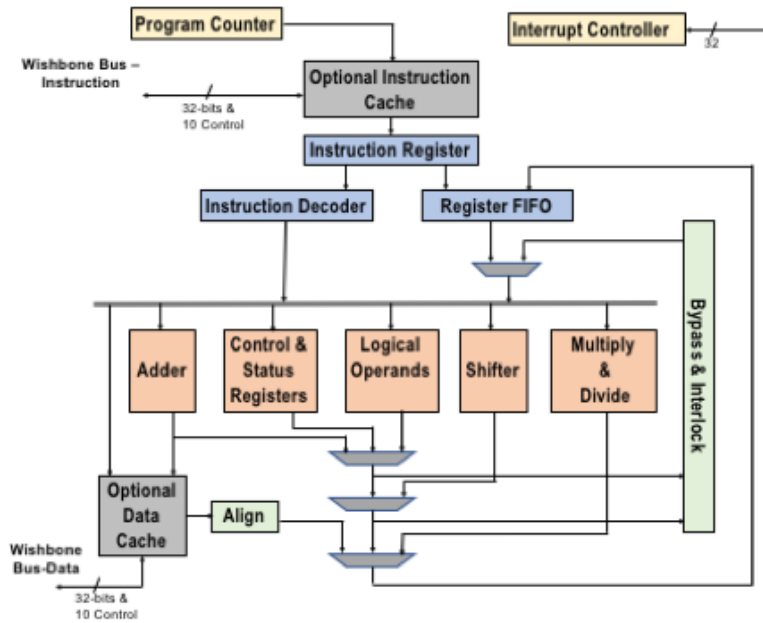 Program Counter
Interrupt Controller
32
Wishbone Bus –
Instruction
32-bits &
10 Control
Optional Instruction
Cache
Instruction Register
Instruction Decoder
Register FIFO
Bypass & Interlock
Adder
Control &
Status
Registers
Logical
Operands
Shifter
Multiply
&
Divide
Optional
Data
Cache
Align
Wishbone
Bus-Data
32-bits &
10 Control